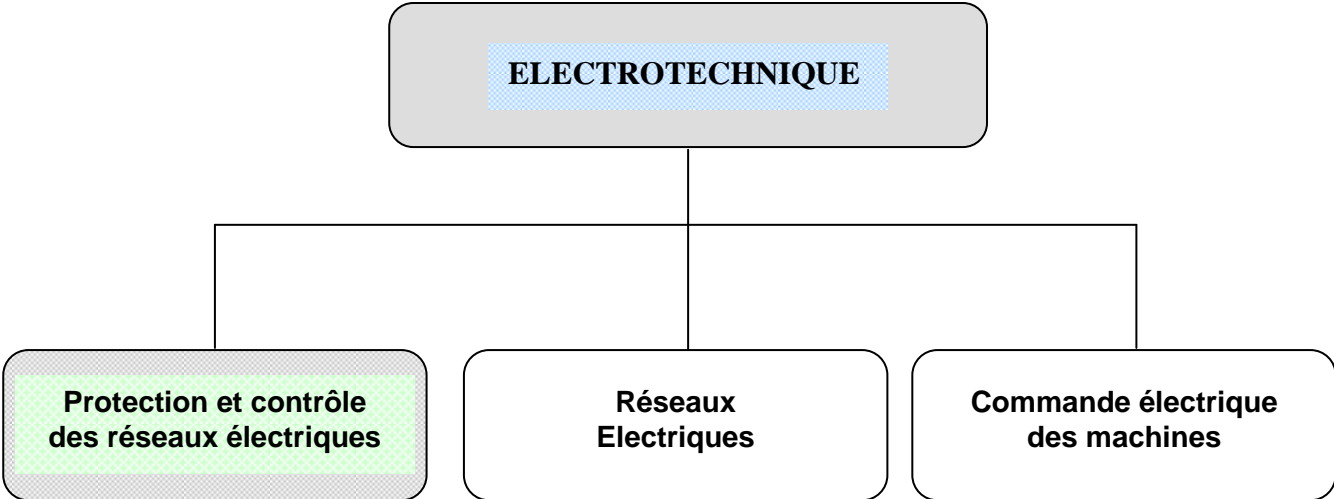 ELECTROTECHNIQUE
Protection et contrôle
des réseaux électriques
Réseaux
Electriques
Commande électrique
des machines